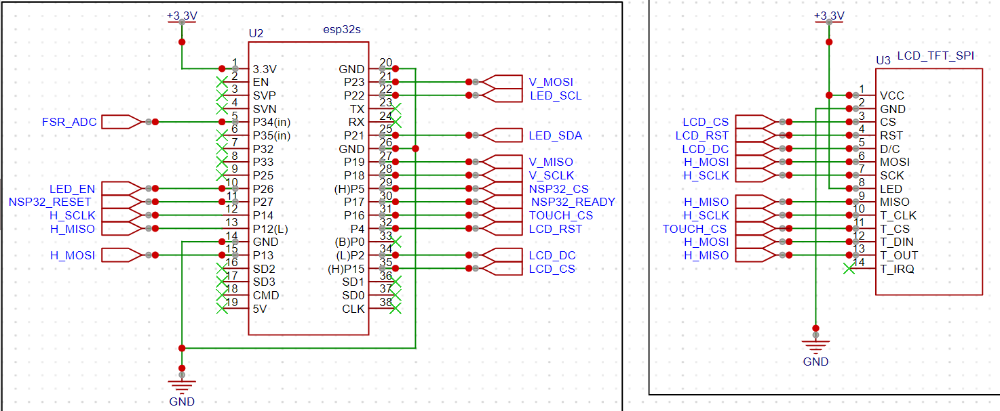 +3.3V
U2
esp32s
1
3.3V
2
EN
3
SVP
4
SVN
FSR_ADC
5
P34(in)
6
P35(in)
7
P32
8
P33
9
P25
LED_EN
10
P26
NSP32_RESET
11
P27
H_SCLK
12
P14
H_MISO
13
P12(L)
14
GND
H_MOSI
15
P13
16
SD2
17
SD3
18
CMD
19
5V
GND
20
GND
P23
21
V_MOSI
P22
22
LED_SCL
TX
23
RX
24
P21
25
LED_SDA
GND
26
P19
27
V_MISO
P18
28
V_SCLK
(H)P5
29
NSP32_CS
P17
30
NSP32_READY
P16
31
TOUCH_CS
P4
32
LCD_RST
(B)P0
33
(L)P2
34
LCD_DC
(H)P15
35
LCD_CS
SD1
36
SD0
37
CLK
38
GND
+3.3V
U3
LCD_TFT_SPI
1
VCC
2
GND
LCD_CS
3
CS
LCD_RST
4
RST
LCD_DC
5
D/C
H_MOSI
6
MOSI
H_SCLK
7
SCK
8
LED
H_MISO
9
MISO
H_SCLK
10
T_CLK
TOUCH_CS
11
T_CS
H_MOSI
12
T_DIN
H_MISO
13
T_OUT
14
T_IRQ
GND